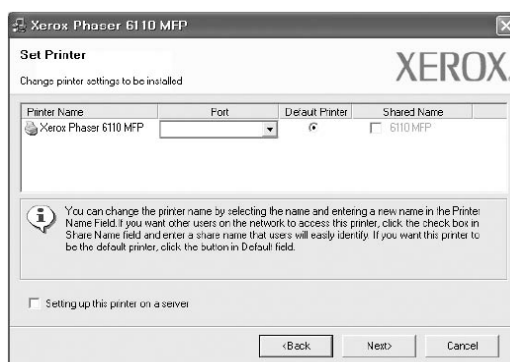 Xerox Phaser 6110 MFP
Set Printer
Change printer settings to be installed
XEROX
Printer Name Port Default Printer Shared Name
Xerox Phaser 6110 MFP 6110 MFP
You can change the printer name by selecting the name and entering a new name in the Printer
Name Field. If you want other users on the network to access this printer, click the check box in
Share Name field and enter a share name that users will easily identify. If you want this printer to
be the default printer, click the button in Default field.
Setting up this printer on a server
<Back Next> Cancel